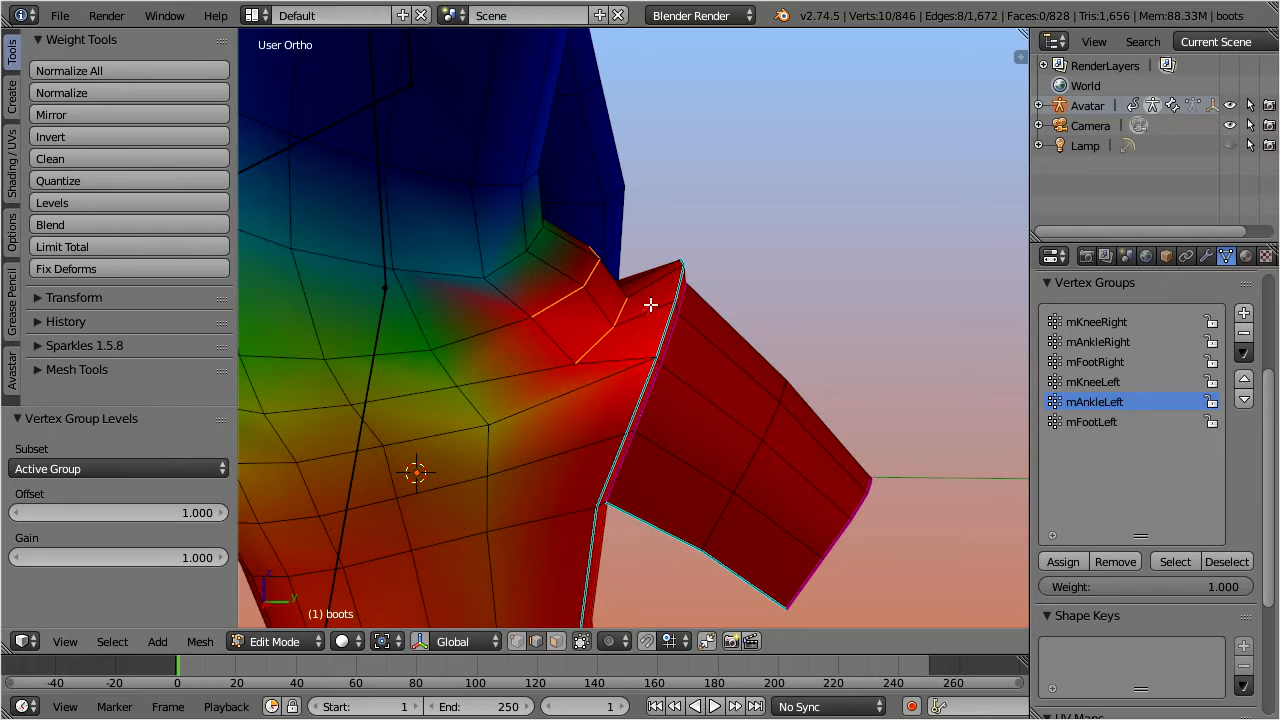 File Render Window Help Default Scene Blender Render v2.74.5 | Verts:10/846 | Edges:8/1,672 | Faces:0/828 | Tris:1,656 | Mem:88.33M | boots
Tools
Create
Shading / UVs
Options
Grease Pencil
Avastar
Weight Tools
Normalize All
Normalize
Mirror
Invert
Clean
Quantize
Levels
Blend
Limit Total
Fix Deforms
Transform
History
Sparkles 1.5.8
Mesh Tools
Vertex Group Levels
Subset
Active Group
Offset
1.000
Gain
1.000
User Ortho
z
y
(1) boots
View Select Add Mesh Edit Mode Global
-40 -20 0 20 40 60 80 100 120 140 160 180 200 220 240 260
View Marker Frame Playback Start: 1 End: 250 1 No Sync
View Search Current Scene
RenderLayers |
World
Avatar |
Camera |
Lamp |
Vertex Groups
mKneeRight
mAnkleRight
mFootRight
mKneeLeft
mAnkleLeft
mFootLeft
Assign Remove Select Deselect
Weight: 1.000
Shape Keys
UV Maps